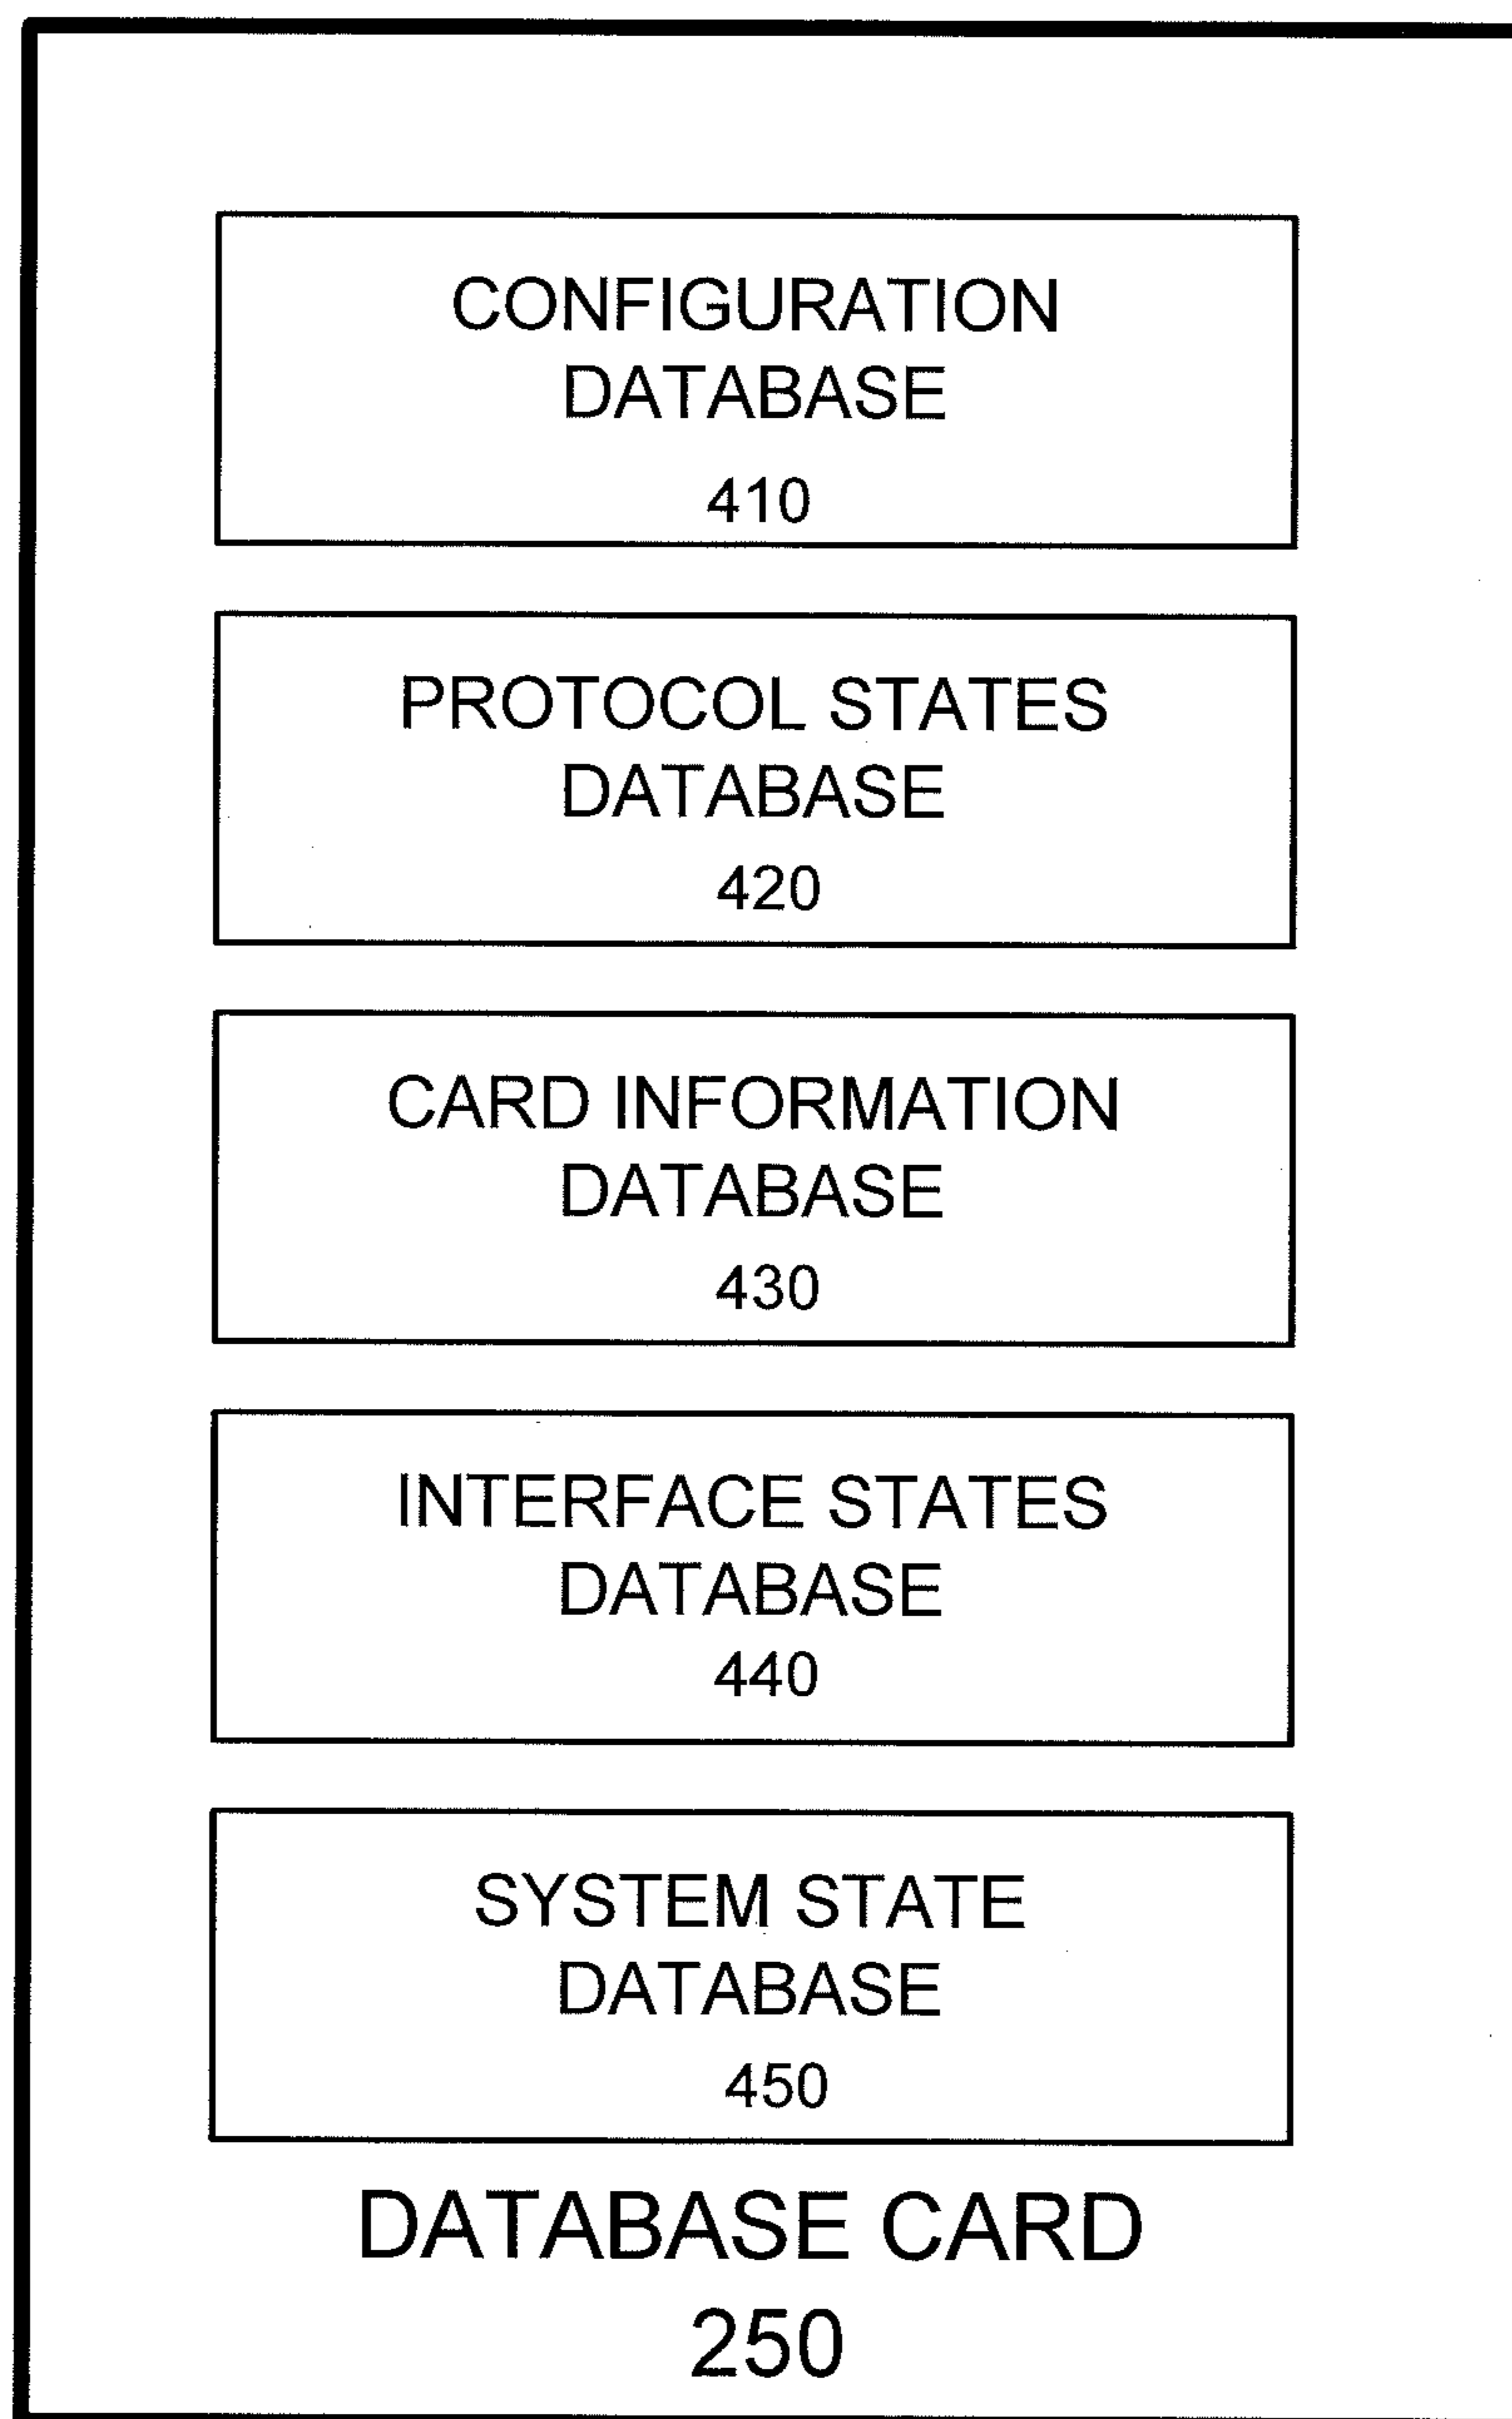 CONFIGURATION
DATABASE
410
PROTOCOL STATES
DATABASE
420
CARD INFORMATION
DATABASE
430
INTERFACE STATES
DATABASE
440
SYSTEM STATE
DATABASE
450
DATABASE CARD
250